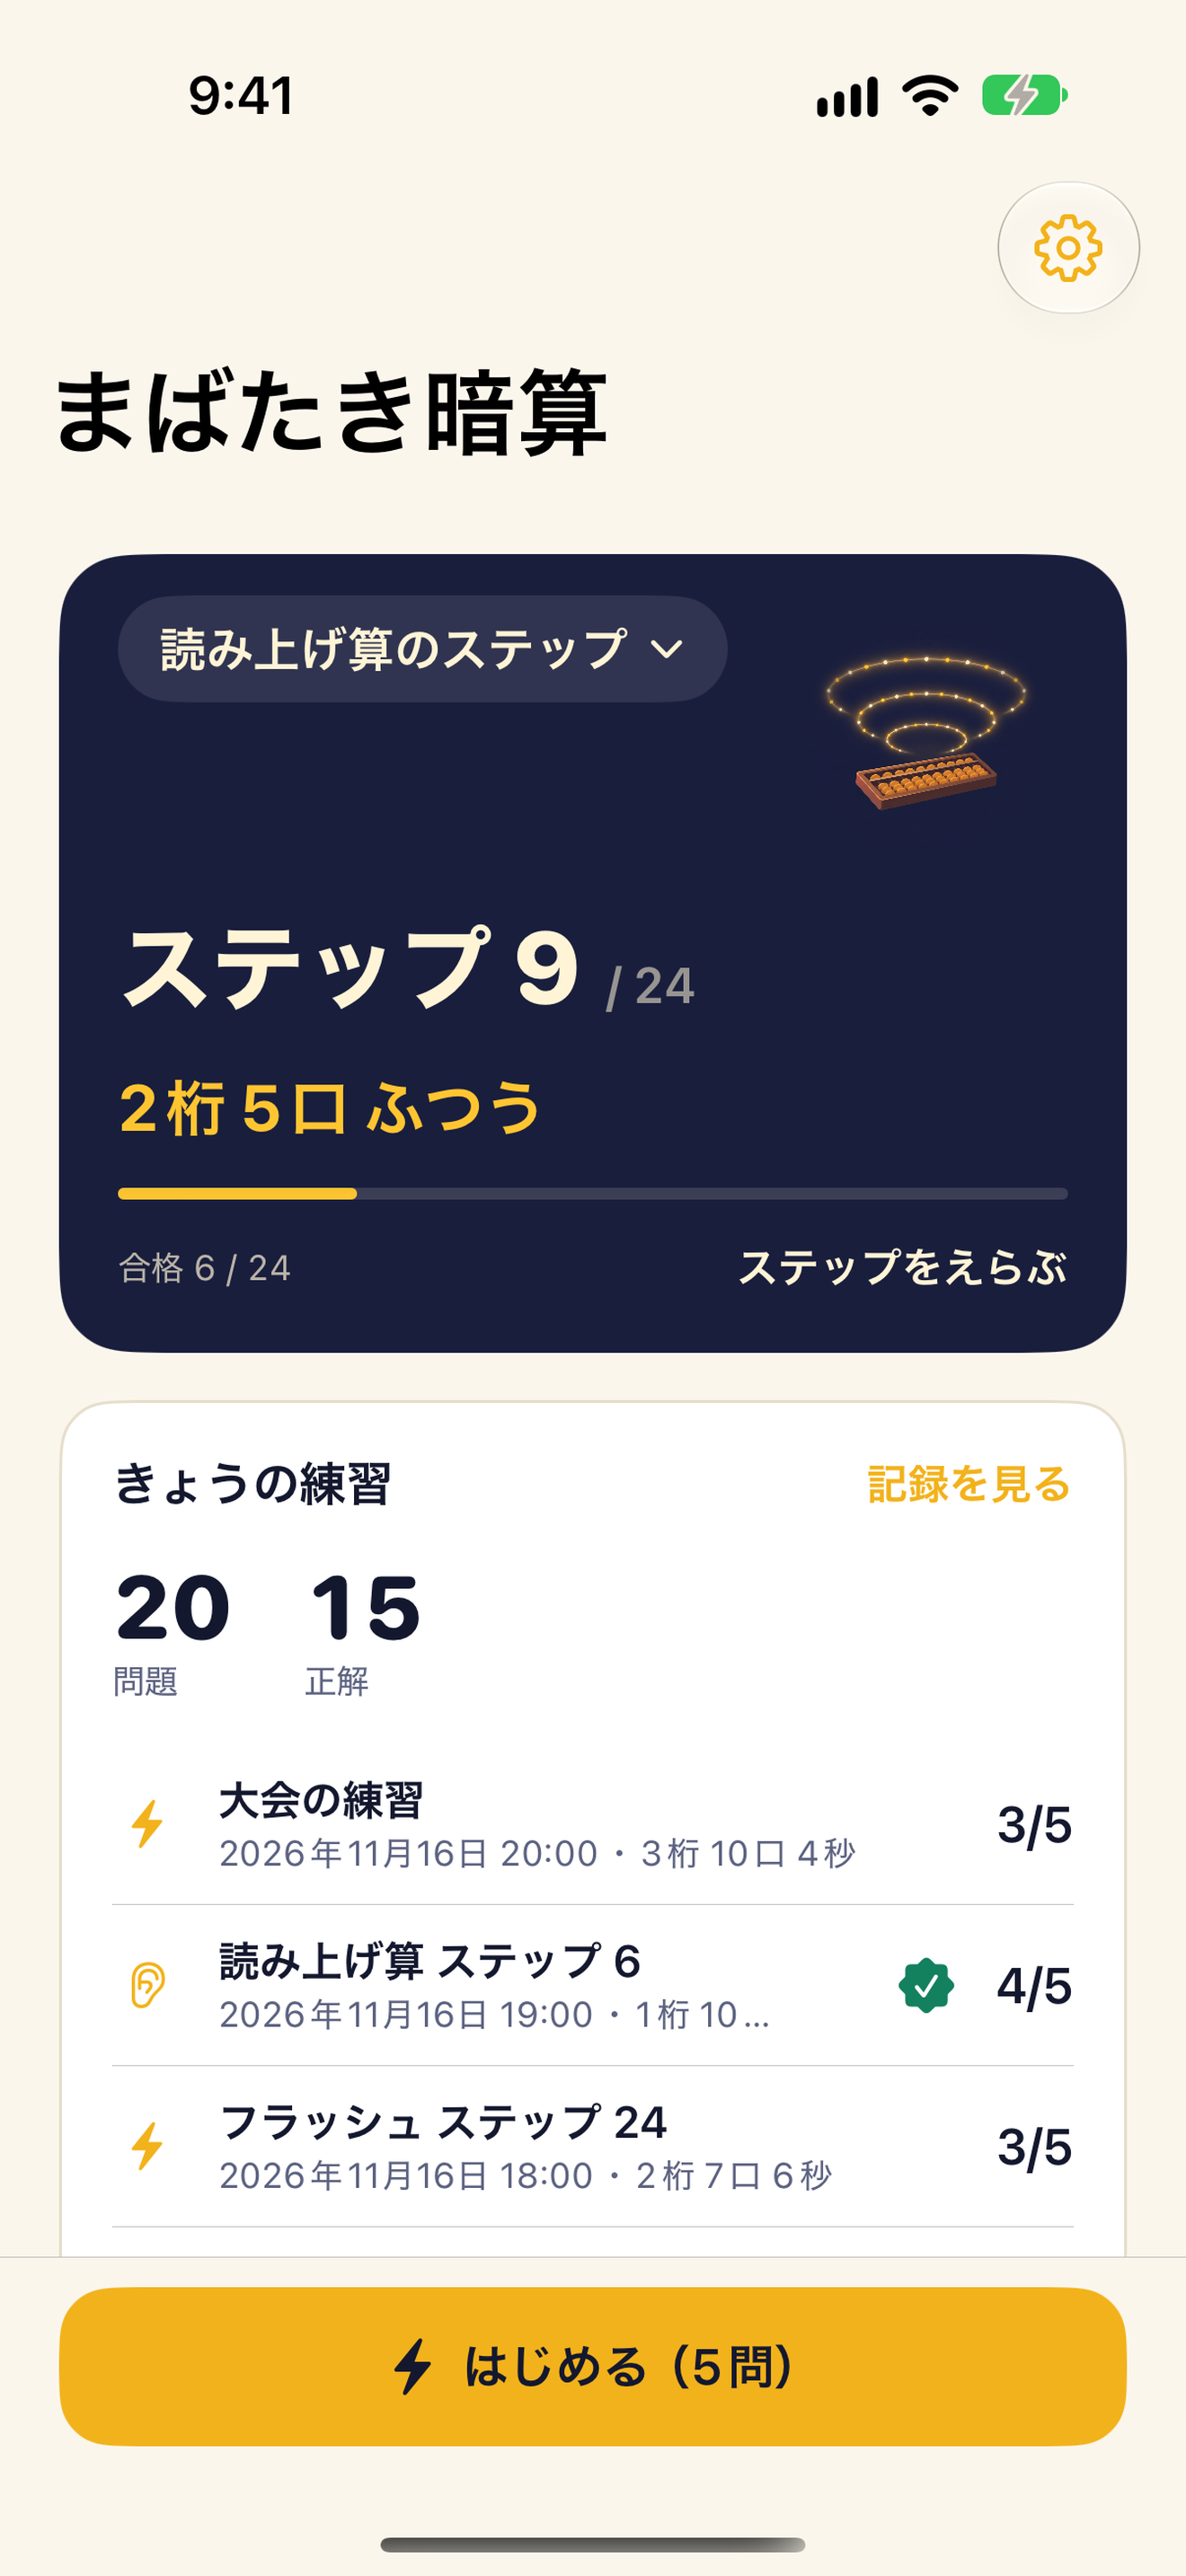 9:41
まばたき暗算
読み上げ算のステップ
ステップ 9 / 24
2桁 5口 ふつう
合格 6 / 24
ステップをえらぶ
きょうの練習
記録を見る
20 15
問題 正解
大会の練習
2026年11月16日 20:00・3桁 10口 4秒
3/5
読み上げ算 ステップ 6
2026年11月16日 19:00・1桁 10…
4/5
フラッシュ ステップ 24
2026年11月16日 18:00・2桁 7口 6秒
3/5
はじめる（5問）